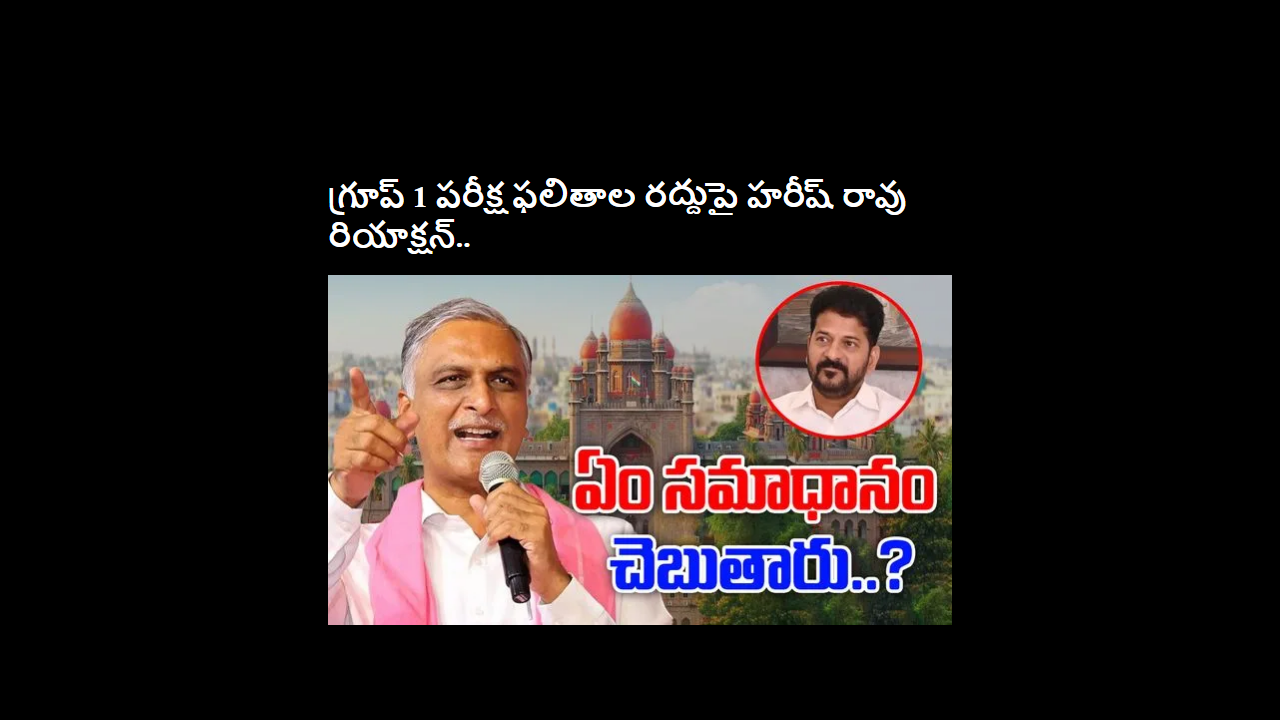 గ్రూప్ 1 పరీక్ష ఫలితాల రద్దుపై హరీష్ రావు
రియాక్షన్..
ఏం సమాధానం
చెబుతారు..?